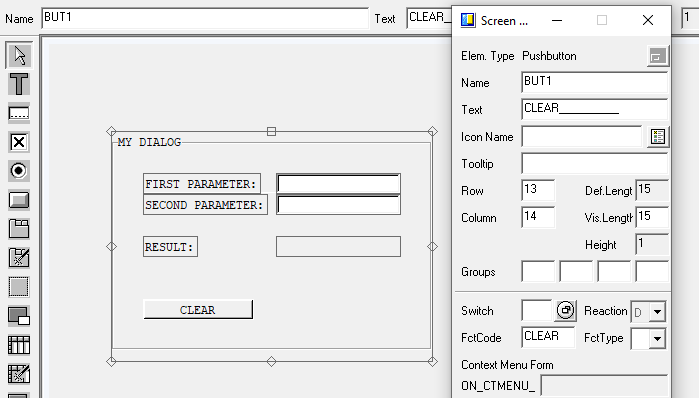 Name BUT1 Text CLEAR_ 1
Screen ...
Elem. Type Pushbutton
Name BUT1
Text CLEAR__________
Icon Name
Tooltip
Row 13 Def.Lengt 15
Column 14 Vis.Length 15
Height 1
Groups
Switch Reaction D
FctCode CLEAR FctType
Context Menu Form
ON_CTMENU_
MY DIALOG
FIRST PARAMETER:
SECOND PARAMETER:
RESULT:
CLEAR